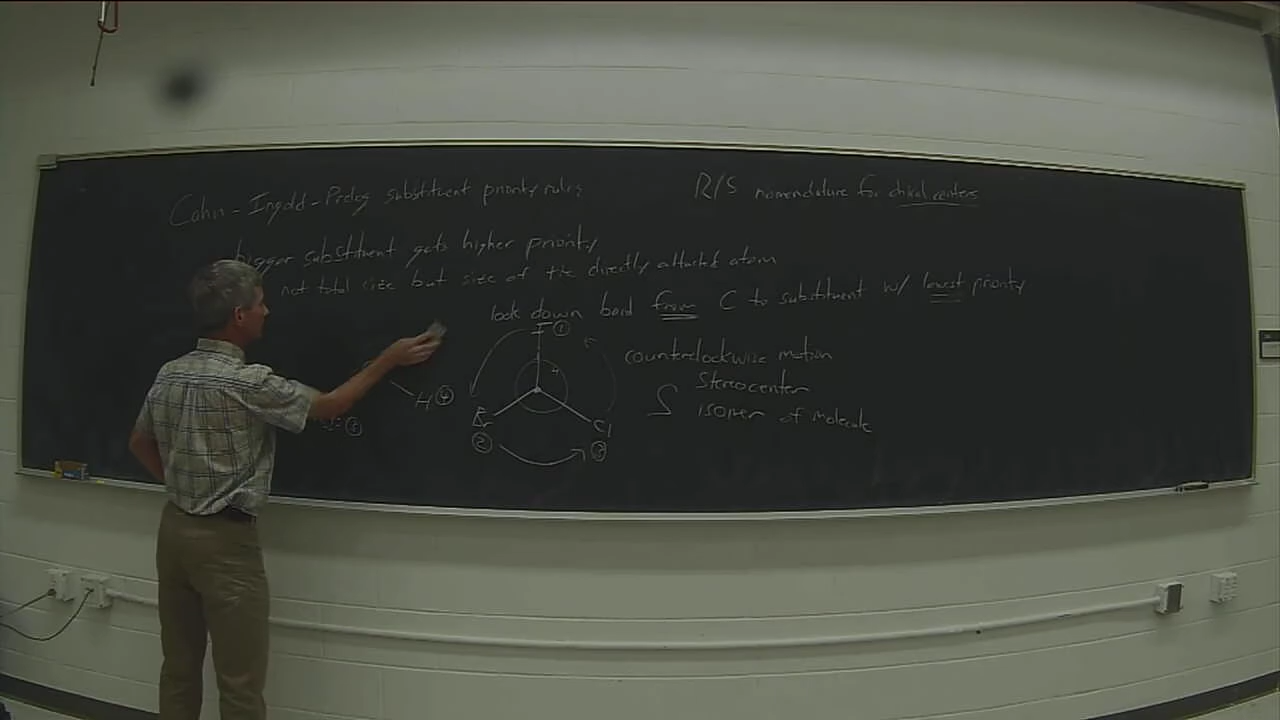 Cahn-Ingold-Prelog substituent priority rules
R/S nomenclature for chiral centers
bigger substituent gets higher priority
not total size but size of the directly attached atom
look down bond from C to substituent w/ lowest priority
I ①
counterclockwise motion
Stereocenter
S isomer of molecule
H ④
Br
②
Cl
③